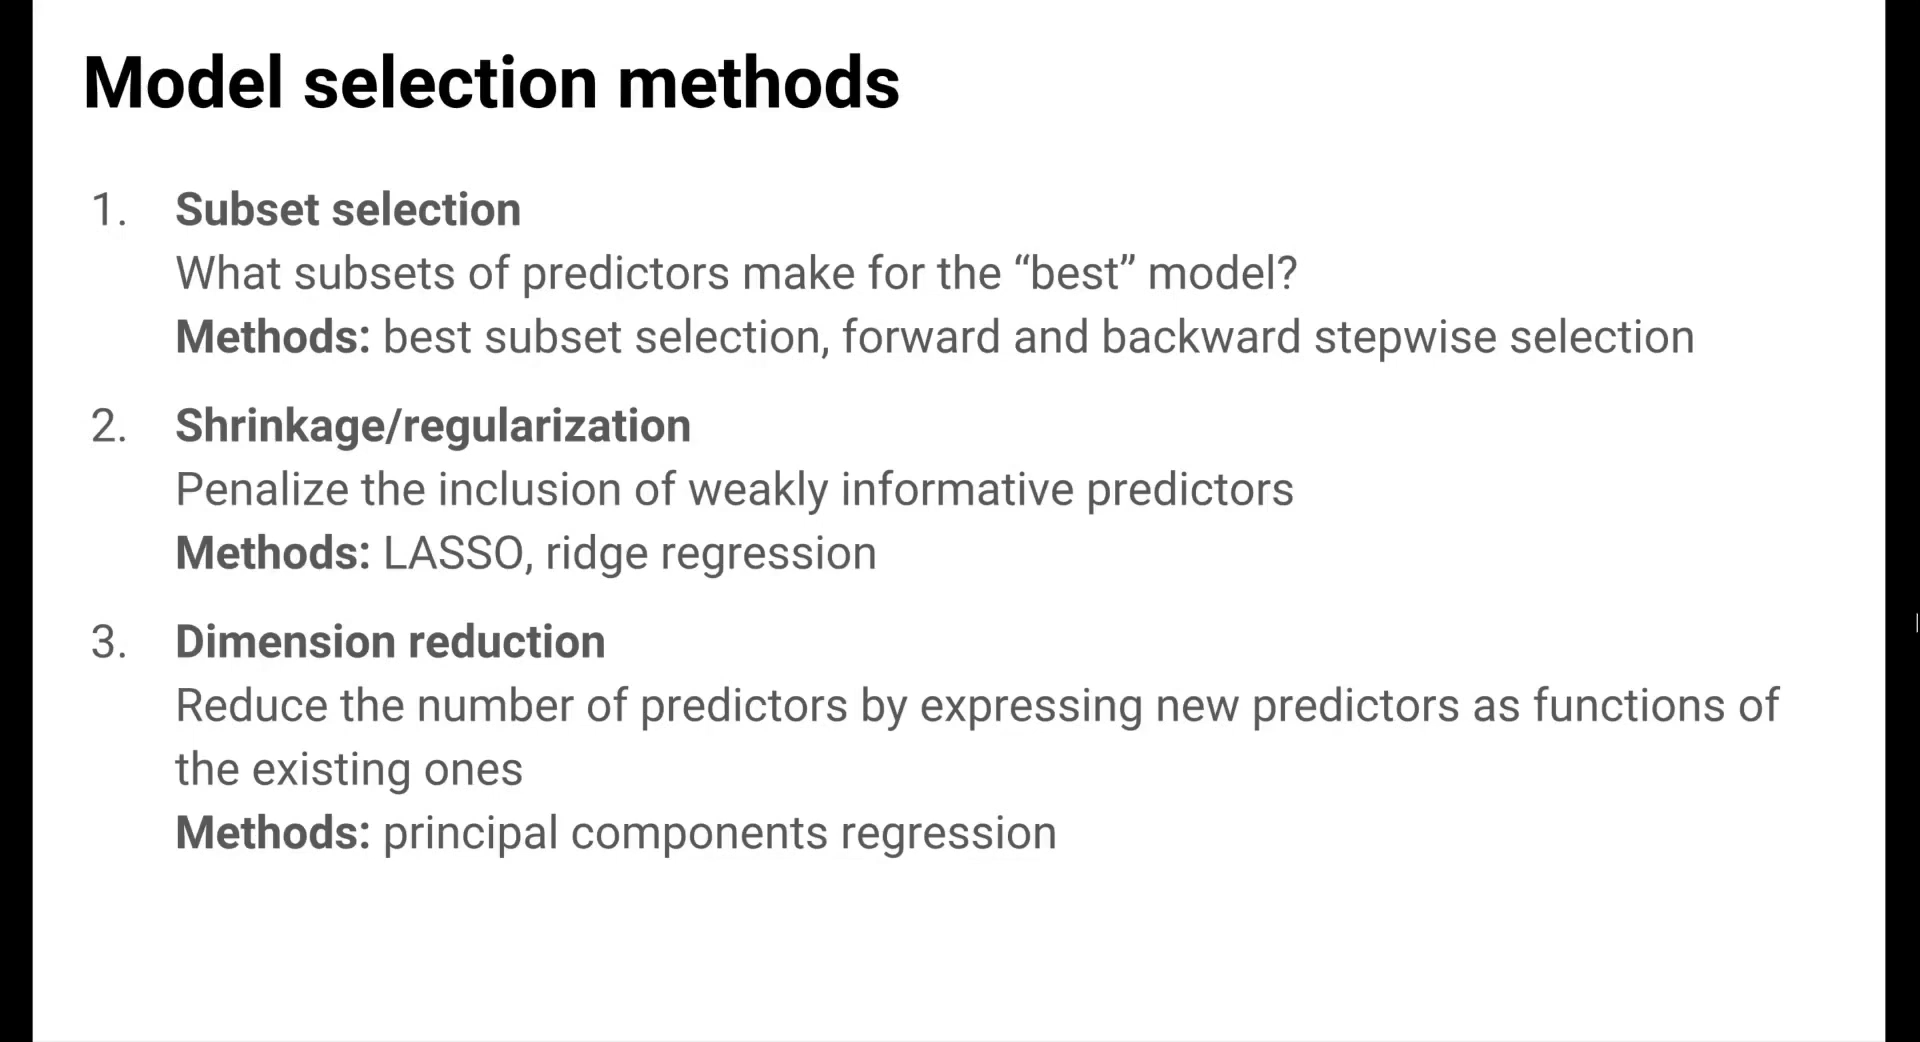 Model selection methods
1. Subset selection
What subsets of predictors make for the “best” model?
Methods: best subset selection, forward and backward stepwise selection
2. Shrinkage/regularization
Penalize the inclusion of weakly informative predictors
Methods: LASSO, ridge regression
3. Dimension reduction
Reduce the number of predictors by expressing new predictors as functions of
the existing ones
Methods: principal components regression